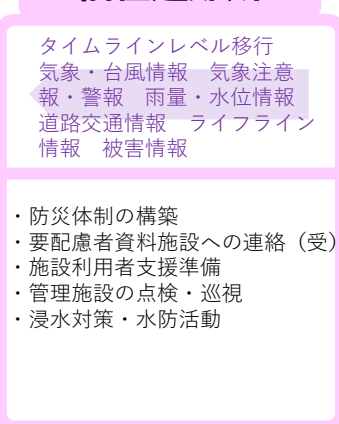 タイムラインレベル移行
気象・台風情報　気象注意
報・警報　雨量・水位情報
道路交通情報　ライフライン
情報　被害情報
・防災体制の構築
・要配慮者資料施設への連絡（受）
・施設利用者支援準備
・管理施設の点検・巡視
・浸水対策・水防活動